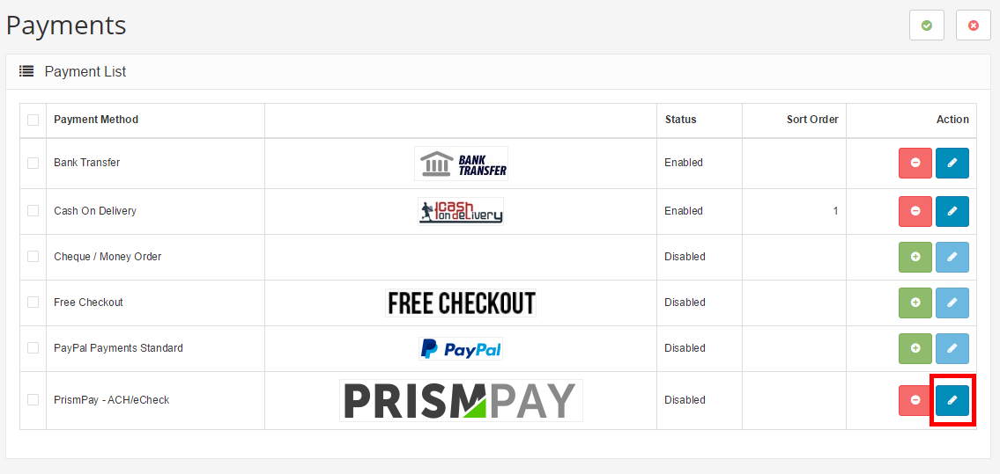 Payments
Payment List
Payment Method Status Sort Order Action
Bank Transfer BANK TRANSFER Enabled
Cash On Delivery Cash on deLivery Enabled 1
Cheque / Money Order Disabled
Free Checkout FREE CHECKOUT Disabled
PayPal Payments Standard PayPal Disabled
PrismPay - ACH/eCheck PRISMPAY Disabled